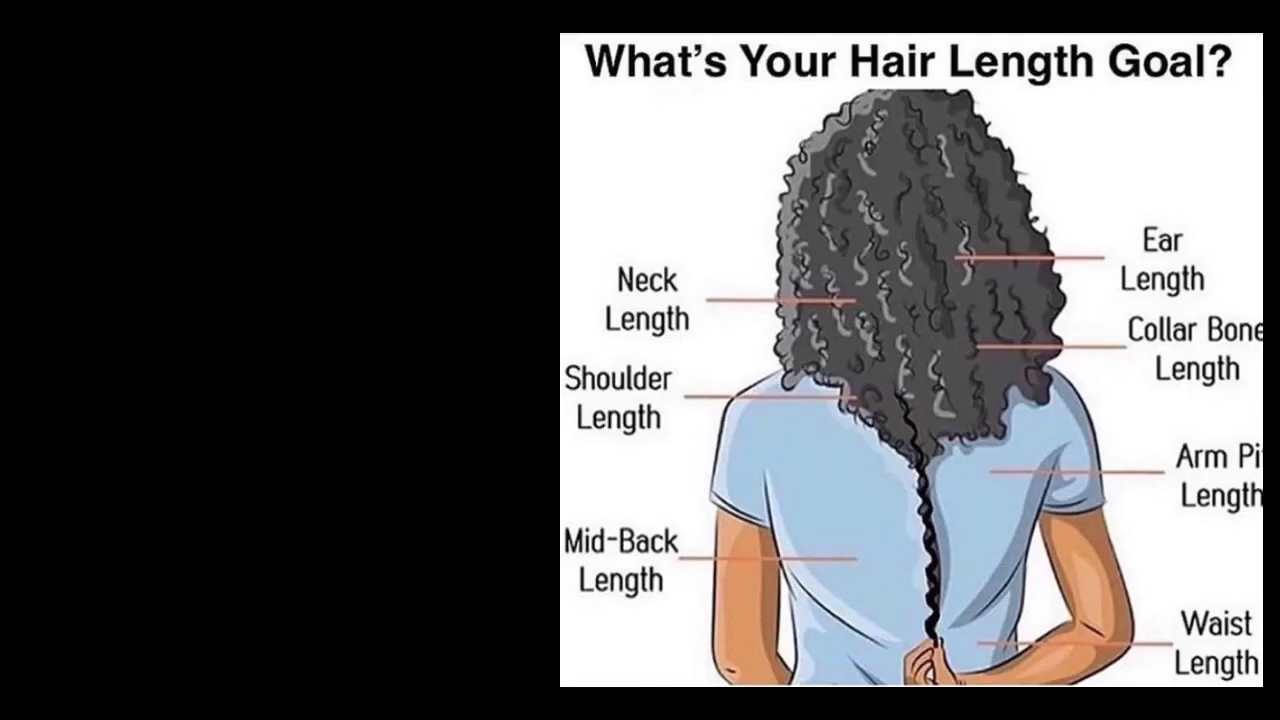 What's Your Hair Length Goal?
Ear
Length
Neck
Length
Collar Bone
Length
Shoulder
Length
Arm Pi
Length
Mid-Back
Length
Waist
Length